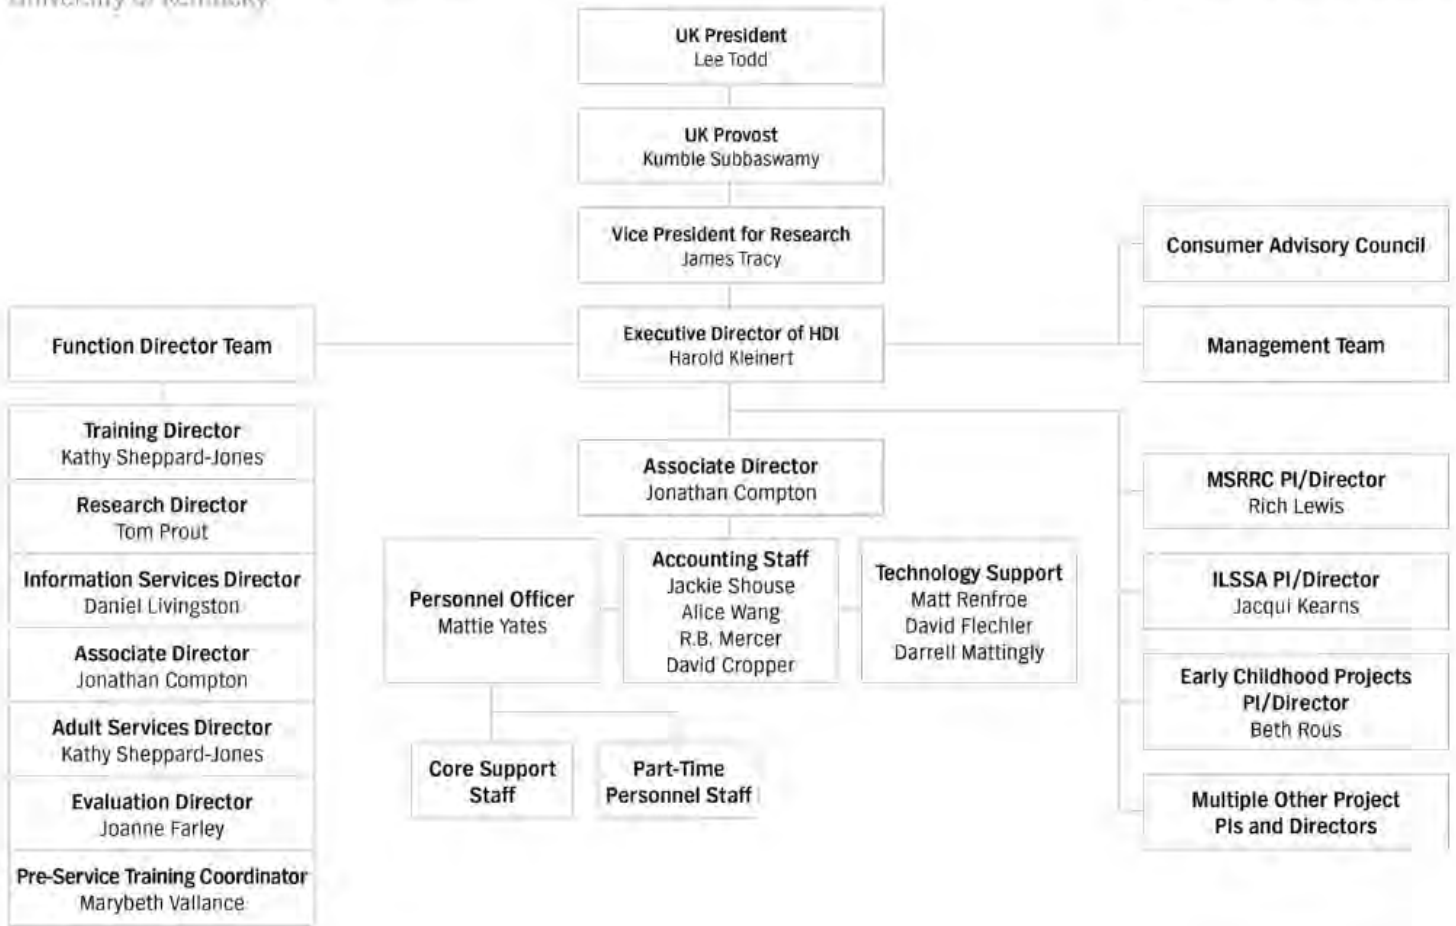 University of Kentucky
UK President
Lee Todd
UK Provost
Kumble Subbaswamy
Vice President for Research
James Tracy
Consumer Advisory Council
Function Director Team
Executive Director of HDI
Harold Kleinert
Management Team
Training Director
Kathy Sheppard-Jones
Research Director
Tom Prout
Information Services Director
Daniel Livingston
Associate Director
Jonathan Compton
Adult Services Director
Kathy Sheppard-Jones
Evaluation Director
Joanne Farley
Pre-Service Training Coordinator
Marybeth Vallance
Associate Director
Jonathan Compton
Personnel Officer
Mattie Yates
Accounting Staff
Jackie Shouse
Alice Wang
R.B. Mercer
David Cropper
Technology Support
Matt Renfroe
David Flechler
Darrell Mattingly
Core Support
Staff
Part-Time
Personnel Staff
MSRRC PI/Director
Rich Lewis
ILSSA PI/Director
Jacqui Kearns
Early Childhood Projects
PI/Director
Beth Rous
Multiple Other Project
PIs and Directors